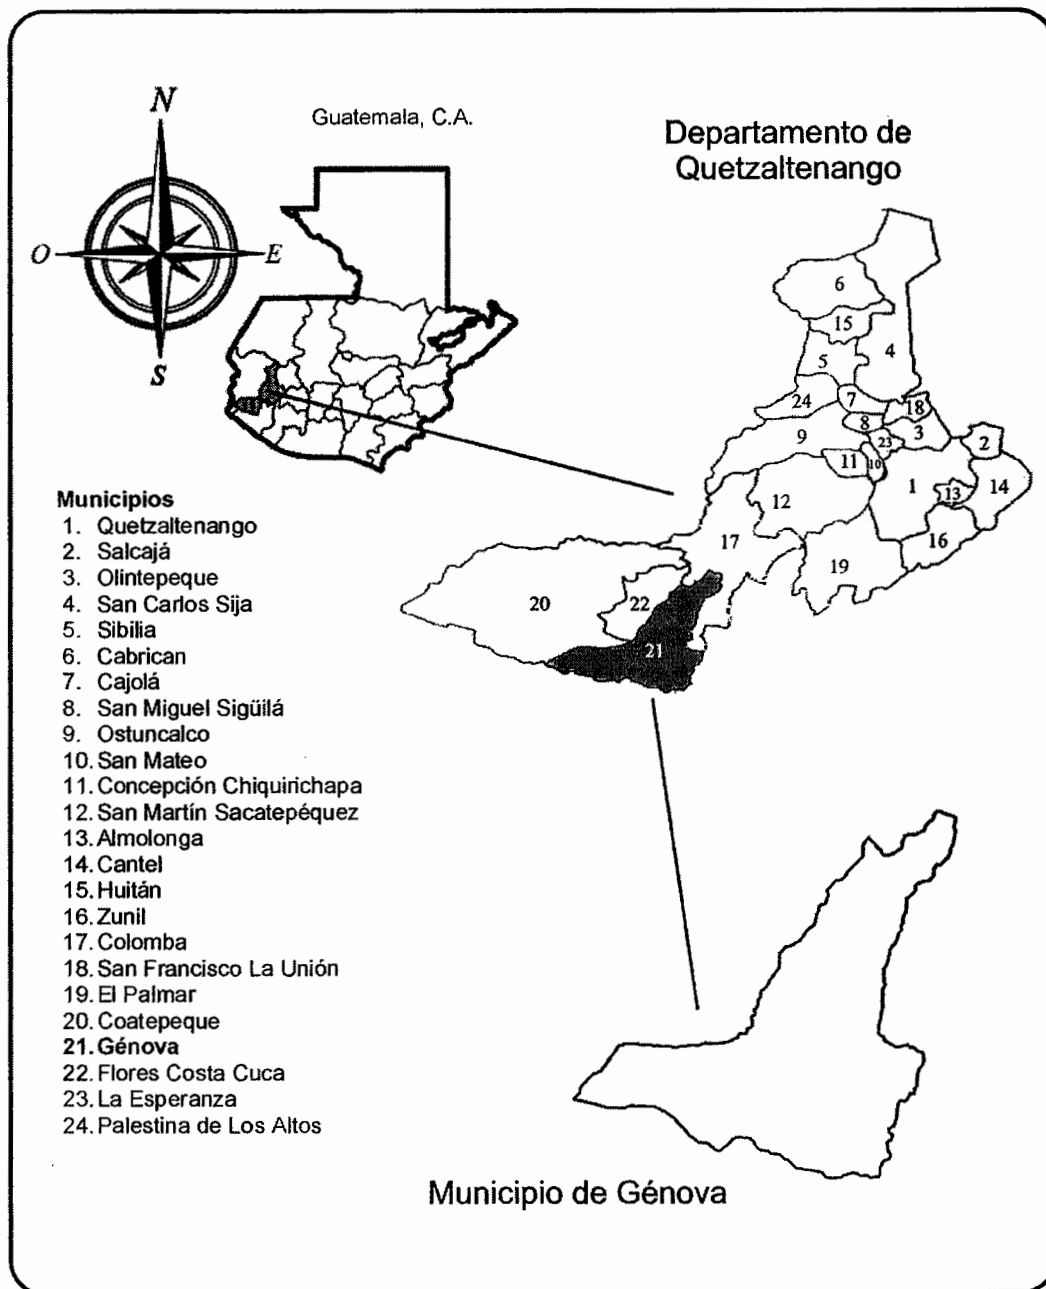 N
Guatemala, C.A.
Departamento de
Quetzaltenango
O
E
S
6
15
4
5
7
24
18
8
3
9
23
2
11
10
1
14
12
13
17
16
19
20
22
21
Municipios
1. Quetzaltenango
2. Salcajá
3. Olintepeque
4. San Carlos Sija
5. Sibilia
6. Cabrican
7. Cajolá
8. San Miguel Sigüilá
9. Ostuncalco
10. San Mateo
11. Concepción Chiquirichapa
12. San Martín Sacatepéquez
13. Almolonga
14. Cantel
15. Huitán
16. Zunil
17. Colomba
18. San Francisco La Unión
19. El Palmar
20. Coatepeque
21. Génova
22. Flores Costa Cuca
23. La Esperanza
24. Palestina de Los Altos
Municipio de Génova